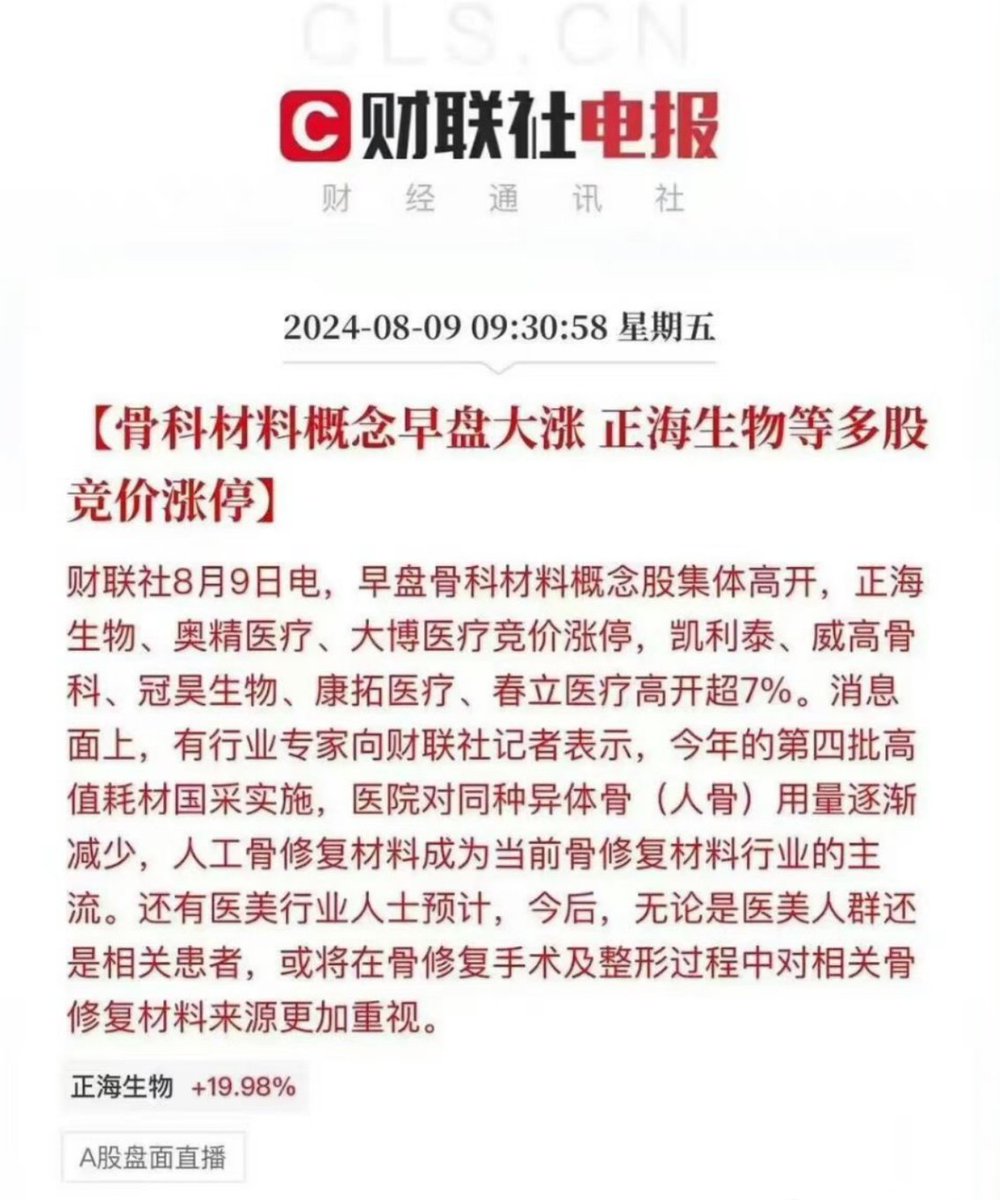 CLS.CN
C 财联社电报
财经通讯社
2024-08-09 09:30:58 星期五
【骨科材料概念早盘大涨 正海生物等多股
竞价涨停】
财联社8月9日电，早盘骨科材料概念股集体高开，正海
生物、奥精医疗、大博医疗竞价涨停，凯利泰、威高骨
科、冠昊生物、康拓医疗、春立医疗高开超7%。消息
面上，有行业专家向财联社记者表示，今年的第四批高
值耗材国采实施，医院对同种异体骨（人骨）用量逐渐
减少，人工骨修复材料成为当前骨修复材料行业的主
流。还有医美行业人士预计，今后，无论是医美人群还
是相关患者，或将在骨修复手术及整形过程中对相关骨
修复材料来源更加重视。
正海生物 +19.98%
A股盘面直播